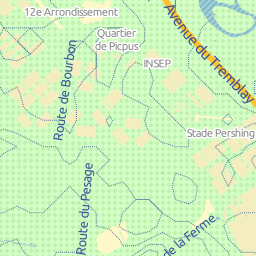 12e Arrondissement
Quartier
de Picpus
INSEP
Avenue du Tremblay
Route de Bourbon
Stade Pershing
Route du Pesage
de la Ferme